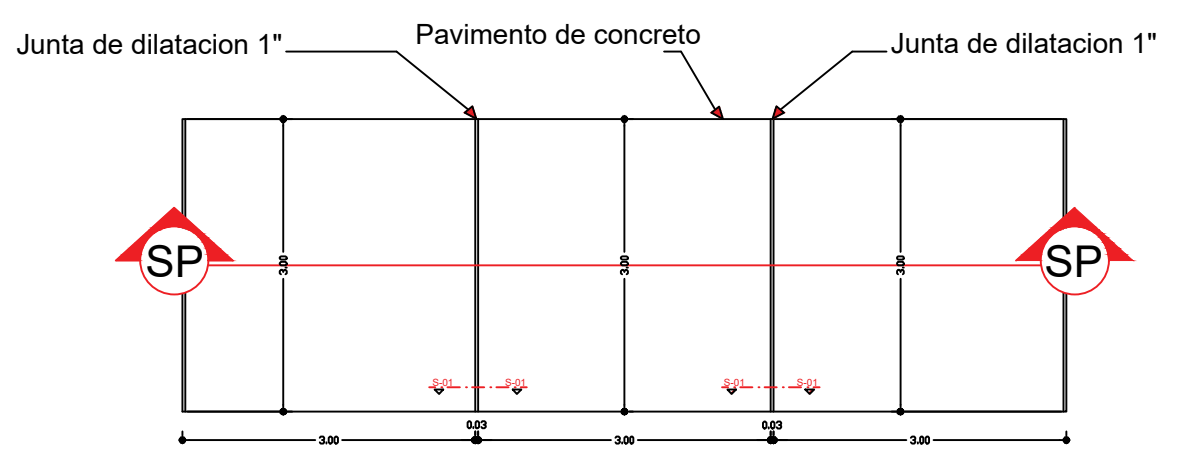 Junta de dilatacion 1"
Pavimento de concreto
Junta de dilatacion 1"
SP
3.00
3.00
3.00
SP
S-01
S-01
S-01
S-01
0.03
0.03
3.00
3.00
3.00